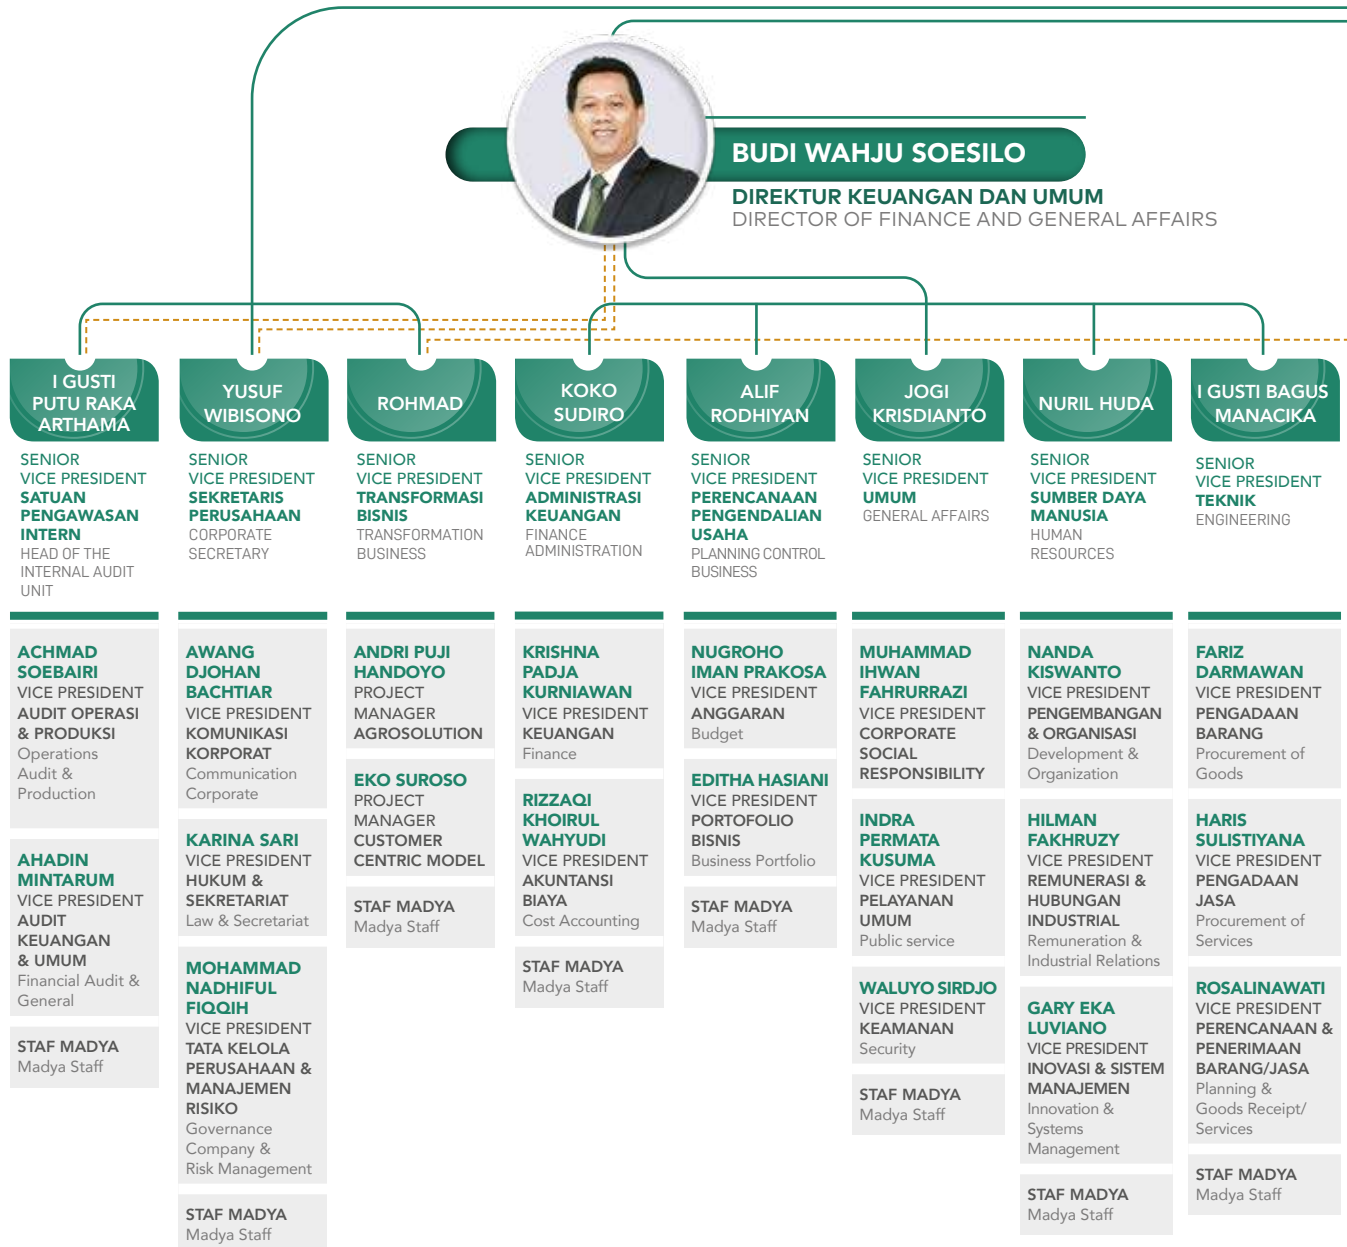 BUDI WAHJU SOESILO
DIREKTUR KEUANGAN DAN UMUM
DIRECTOR OF FINANCE AND GENERAL AFFAIRS
I GUSTI
PUTU RAKA
ARTHAMA
SENIOR
VICE PRESIDENT
SATUAN
PENGAWASAN
INTERN
HEAD OF THE
INTERNAL AUDIT
UNIT
ACHMAD
SOEBAIRI
VICE PRESIDENT
AUDIT OPERASI
& PRODUKSI
Operations
Audit &
Production
AHADIN
MINTARUM
VICE PRESIDENT
AUDIT
KEUANGAN
& UMUM
Financial Audit &
General
STAF MADYA
Madya Staff
YUSUF
WIBISONO
SENIOR
VICE PRESIDENT
SEKRETARIS
PERUSAHAAN
CORPORATE
SECRETARY
AWANG
DJOHAN
BACHTIAR
VICE PRESIDENT
KOMUNIKASI
KORPORAT
Communication
Corporate
KARINA SARI
VICE PRESIDENT
HUKUM &
SEKRETARIAT
Law & Secretariat
MOHAMMAD
NADHIFUL
FIQQIH
VICE PRESIDENT
TATA KELOLA
PERUSAHAAN &
MANAJEMEN
RISIKO
Governance
Company &
Risk Management
STAF MADYA
Madya Staff
ROHMAD
SENIOR
VICE PRESIDENT
TRANSFORMASI
BISNIS
TRANSFORMATION
BUSINESS
ANDRI PUJI
HANDOYO
PROJECT
MANAGER
AGROSOLUTION
EKO SUROSO
PROJECT
MANAGER
CUSTOMER
CENTRIC MODEL
STAF MADYA
Madya Staff
KOKO
SUDIRO
SENIOR
VICE PRESIDENT
ADMINISTRASI
KEUANGAN
FINANCE
ADMINISTRATION
KRISHNA
PADJA
KURNIAWAN
VICE PRESIDENT
KEUANGAN
Finance
RIZZAQI
KHOIRUL
WAHYUDI
VICE PRESIDENT
AKUNTANSI
BIAYA
Cost Accounting
STAF MADYA
Madya Staff
ALIF
RODHIYAN
SENIOR
VICE PRESIDENT
PERENCANAAN
PENGENDALIAN
USAHA
PLANNING CONTROL
BUSINESS
NUGROHO
IMAN PRAKOSA
VICE PRESIDENT
ANGGARAN
Budget
EDITHA HASIANI
VICE PRESIDENT
PORTOFOLIO
BISNIS
Business Portfolio
STAF MADYA
Madya Staff
JOGI
KRISDIANTO
SENIOR
VICE PRESIDENT
UMUM
GENERAL AFFAIRS
MUHAMMAD
IHWAN
FAHRURRAZI
VICE PRESIDENT
CORPORATE
SOCIAL
RESPONSIBILITY
INDRA
PERMATA
KUSUMA
VICE PRESIDENT
PELAYANAN
UMUM
Public service
WALUYO SIRDJO
VICE PRESIDENT
KEAMANAN
Security
STAF MADYA
Madya Staff
NURIL HUDA
SENIOR
VICE PRESIDENT
SUMBER DAYA
MANUSIA
HUMAN
RESOURCES
NANDA
KISWANTO
VICE PRESIDENT
PENGEMBANGAN
& ORGANISASI
Development &
Organization
HILMAN
FAKHRUZY
VICE PRESIDENT
REMUNERASI &
HUBUNGAN
INDUSTRIAL
Remuneration &
Industrial Relations
GARY EKA
LUVIANO
VICE PRESIDENT
INOVASI & SISTEM
MANAJEMEN
Innovation &
Systems
Management
STAF MADYA
Madya Staff
I GUSTI BAGUS
MANACIKA
SENIOR
VICE PRESIDENT
TEKNIK
ENGINEERING
FARIZ
DARMAWAN
VICE PRESIDENT
PENGADAAN
BARANG
Procurement of
Goods
HARIS
SULISTIYANA
VICE PRESIDENT
PENGADAAN
JASA
Procurement of
Services
ROSALINAWATI
VICE PRESIDENT
PERENCANAAN &
PENERIMAAN
BARANG/JASA
Planning &
Goods Receipt/
Services
STAF MADYA
Madya Staff